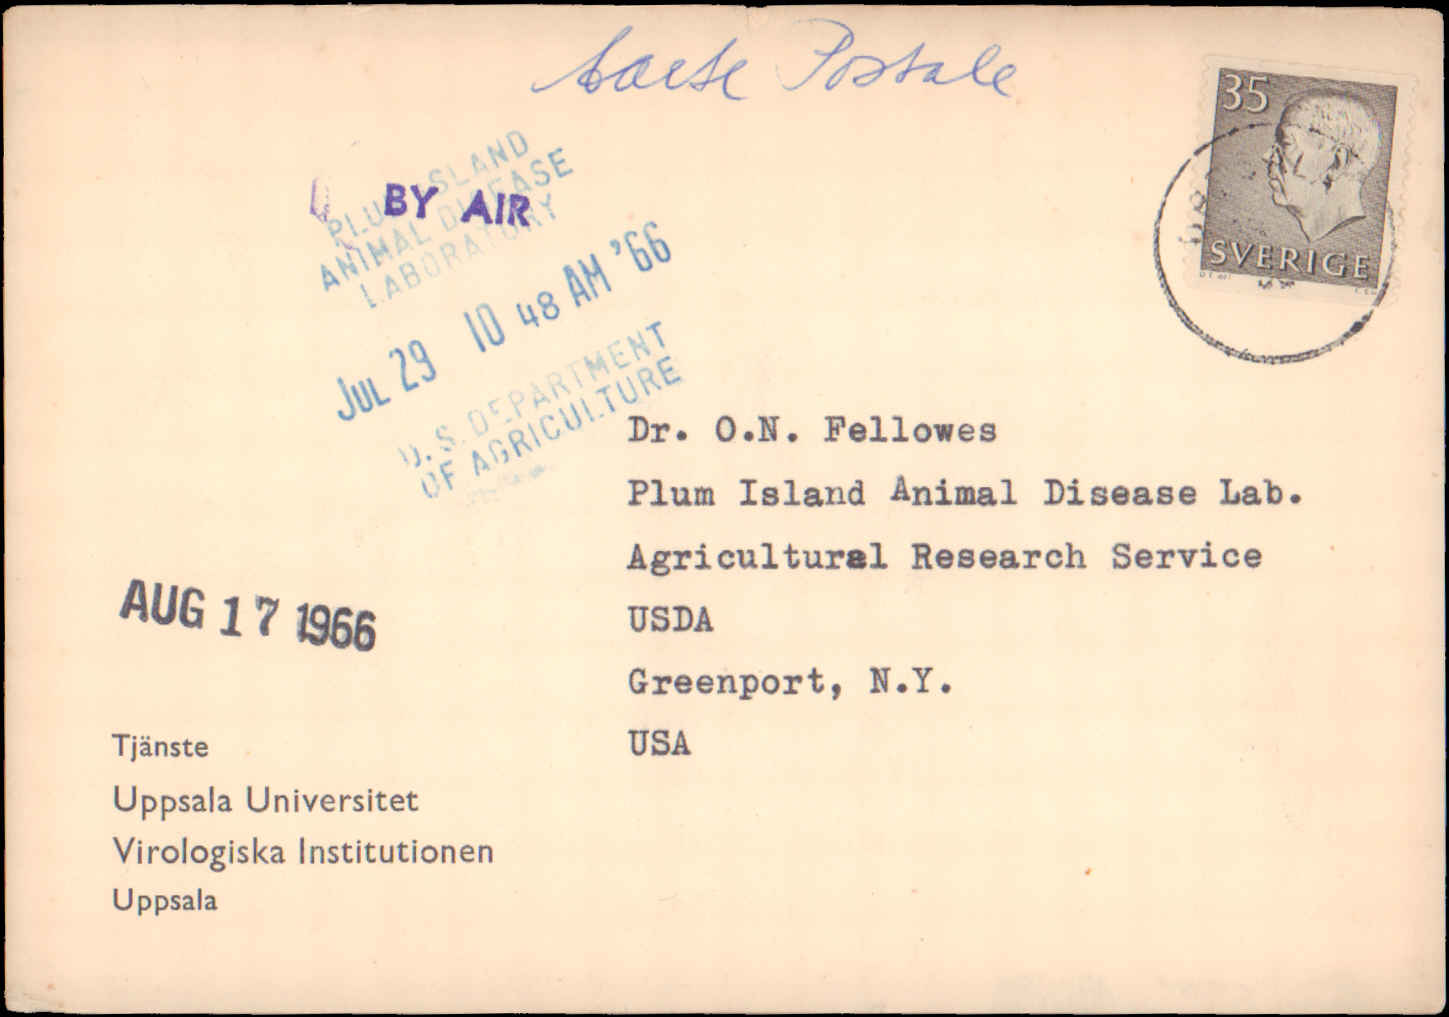 Carte Postale
35
SVERIGE
PLUM ISLAND
ANIMAL DISEASE
LABORATORY
BY AIR
JUL 29 10 48 AM '66
U.S. DEPARTMENT
OF AGRICULTURE
Dr. O.N. Fellowes
Plum Island Animal Disease Lab.
Agricultural Research Service
USDA
Greenport, N.Y.
USA
AUG 17 1966
Tjänste
Uppsala Universitet
Virologiska Institutionen
Uppsala